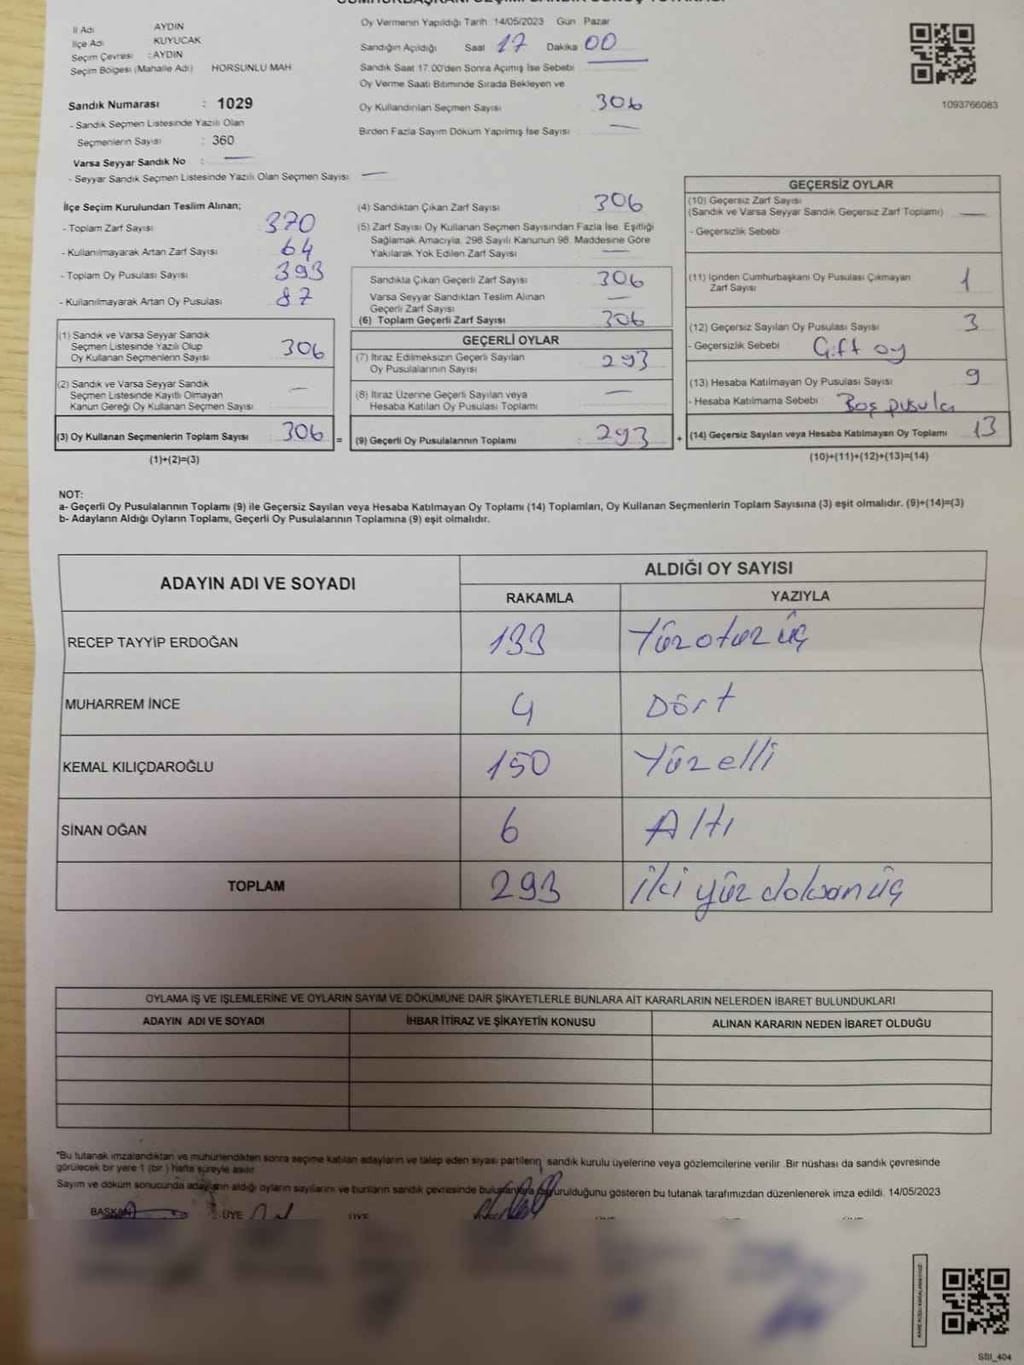 İl Adı AYDIN
İlçe Adı KUYUCAK
Seçim Çevresi : AYDIN
Seçim Bölgesi (Mahalle Adı) HORSUNLU MAH
Sandık Numarası : 1029
- Sandık Seçmen Listesinde Yazılı Olan
Seçmenlerin Sayısı : 360
Varsa Seyyar Sandık No : —
- Seyyar Sandık Seçmen Listesinde Yazılı Olan Seçmen Sayısı —
Oy Vermenin Yapıldığı Tarih 14/05/2023 Gün Pazar
Sandığın Açıldığı Saat 17 Dakika 00
Sandık Saat 17.00'den Sonra Açımış İse Sebebi —
Oy Verme Saati Bitiminde Sırada Bekleyen ve
Oy Kullandırılan Seçmen Sayısı 306
Birden Fazla Sayım Döküm Yapılmış İse Sayısı —
1093766083
İlçe Seçim Kurulundan Teslim Alınan;
- Toplam Zarf Sayısı 370
- Kullanılmayarak Artan Zarf Sayısı 64
- Toplam Oy Pusulası Sayısı 393
- Kullanılmayarak Artan Oy Pusulası 87
(1) Sandık ve Varsa Seyyar Sandık
Seçmen Listesinde Yazılı Olup
Oy Kullanan Seçmenlerin Sayısı 306
(2) Sandık ve Varsa Seyyar Sandık
Seçmen Listesinde Kayıtlı Olmayan
Kanun Gereği Oy Kullanan Seçmen Sayısı —
(3) Oy Kullanan Seçmenlerin Toplam Sayısı 306 =
(1)+(2)=(3)
(4) Sandıktan Çıkan Zarf Sayısı 306
(5) Zarf Sayısı Oy Kullanan Seçmen Sayısından Fazla İse Eşitliği
Sağlamak Amacıyla, 298 Sayılı Kanunun 98. Maddesine Göre
Yakılarak Yok Edilen Zarf Sayısı —
Sandıkta Çıkan Geçerli Zarf Sayısı 306
Varsa Seyyar Sandıktan Teslim Alınan
Geçerli Zarf Sayısı —
(6) Toplam Geçerli Zarf Sayısı 306
GEÇERLİ OYLAR
(7) İtiraz Edilmeksizin Geçerli Sayılan
Oy Pusulalarının Sayısı 293
(8) İtiraz Üzerine Geçerli Sayılan veya
Hesaba Katılan Oy Pusulası Toplamı —
(9) Geçerli Oy Pusulalarının Toplamı : 293 +
GEÇERSİZ OYLAR
(10) Geçersiz Zarf Sayısı
(Sandık ve Varsa Seyyar Sandık Geçersiz Zarf Toplamı) —
- Geçersizlik Sebebi
(11) İçinden Cumhurbaşkanı Oy Pusulası Çıkmayan
Zarf Sayısı 1
(12) Geçersiz Sayılan Oy Pusulası Sayısı 3
- Geçersizlik Sebebi Çift oy
(13) Hesaba Katılmayan Oy Pusulası Sayısı 9
- Hesaba Katılmama Sebebi Boş pusula
(14) Geçersiz Sayılan veya Hesaba Katılmayan Oy Toplamı 13
(10)+(11)+(12)+(13)=(14)
NOT:
a- Geçerli Oy Pusulalarının Toplamı (9) ile Geçersiz Sayılan veya Hesaba Katılmayan Oy Toplamı (14) Toplamları, Oy Kullanan Seçmenlerin Toplam Sayısına (3) eşit olmalıdır. (9)+(14)=(3)
b- Adayların Aldığı Oyların Toplamı, Geçerli Oy Pusulalarının Toplamına (9) eşit olmalıdır.
ADAYIN ADI VE SOYADI ALDIĞI OY SAYISI
RAKAMLA YAZIYLA
RECEP TAYYİP ERDOĞAN 133 Yüzotuz üç
MUHARREM İNCE 4 Dört
KEMAL KILIÇDAROĞLU 150 Yüzelli
SİNAN OĞAN 6 Altı
TOPLAM 293 iki yüz doksanüç
OYLAMA İŞ VE İŞLEMLERİNE VE OYLARIN SAYIM VE DÖKÜMÜNE DAİR ŞİKAYETLERLE BUNLARA AİT KARARLARIN NELERDEN İBARET BULUNDUKLARI
ADAYIN ADI VE SOYADI İHBAR İTİRAZ VE ŞİKAYETİN KONUSU ALINAN KARARIN NEDEN İBARET OLDUĞU
*Bu tutanak imzalandıktan ve mühürlendikten sonra seçime katılan adayların ve talep eden siyasi partilerin, sandık kurulu üyelerine veya gözlemcilerine verilir. Bir nüshası da sandık çevresinde
görülecek bir yere 1 (bir) hafta süreyle asılır.
Sayım ve döküm sonucunda adayların aldığı oyların sayılarını ve bunların sandık çevresinde duyurulduğunu gösteren bu tutanak tarafımızdan düzenlenerek imza edildi. 14/05/2023
BAŞKAN ÜYE ÜYE
SSI_404